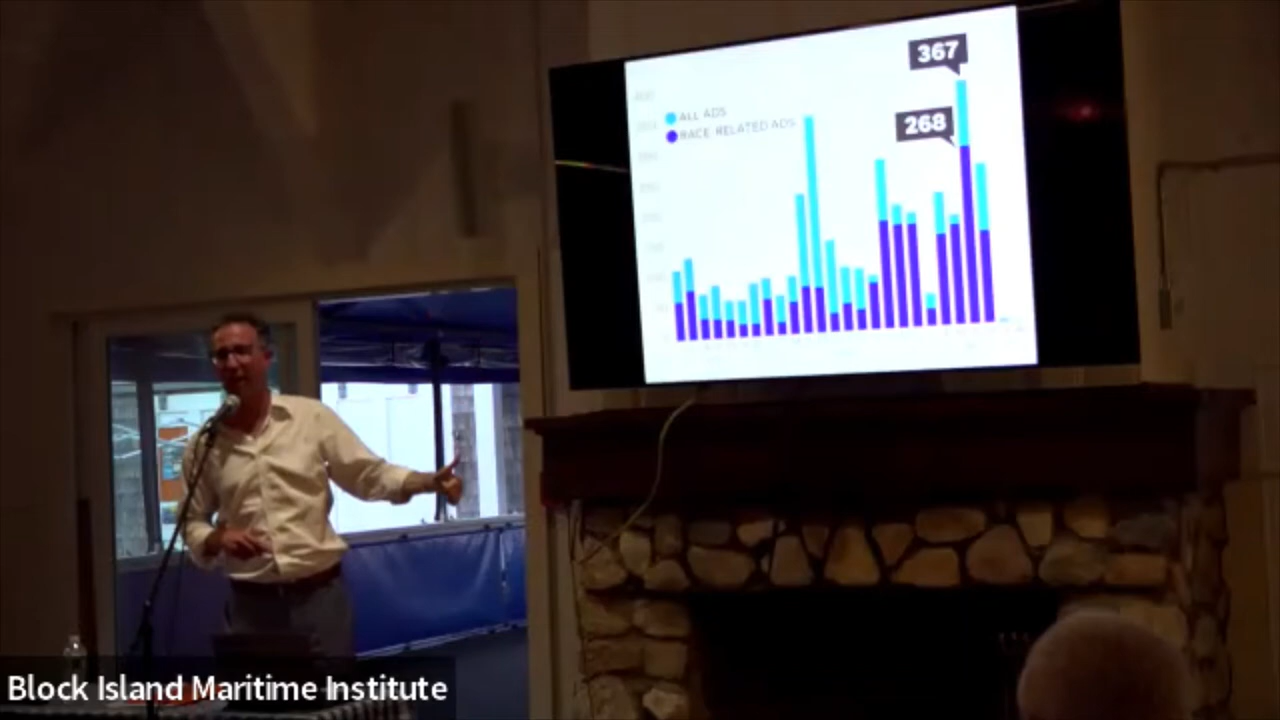 367
ALL ADS
RACE-RELATED ADS
268
Block Island Maritime Institute